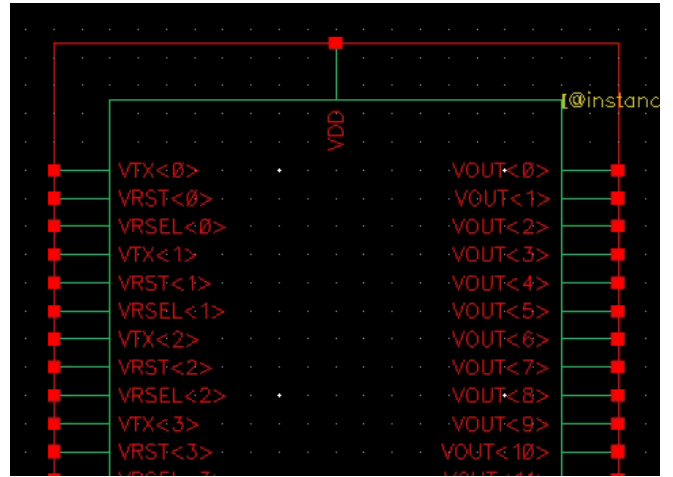 [@instanc
VDD
VTX<0> VOUT<0>
VRST<0> VOUT<1>
VRSEL<0> VOUT<2>
VTX<1> VOUT<3>
VRST<1> VOUT<4>
VRSEL<1> VOUT<5>
VTX<2> VOUT<6>
VRST<2> VOUT<7>
VRSEL<2> VOUT<8>
VTX<3> VOUT<9>
VRST<3> VOUT<10>